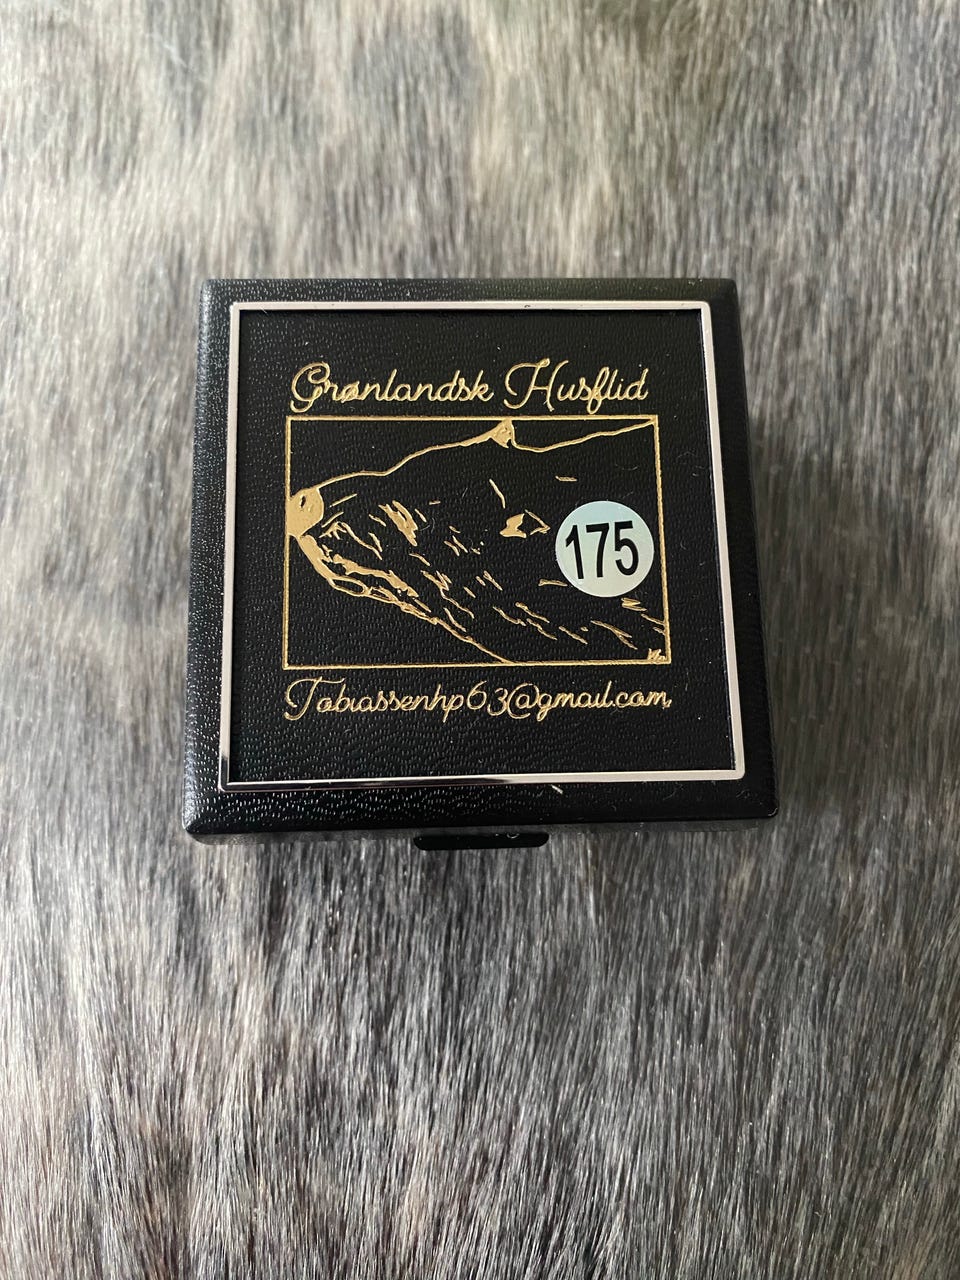 Grønlandsk Husflid
175
Tobiassenhp63@gmail.com